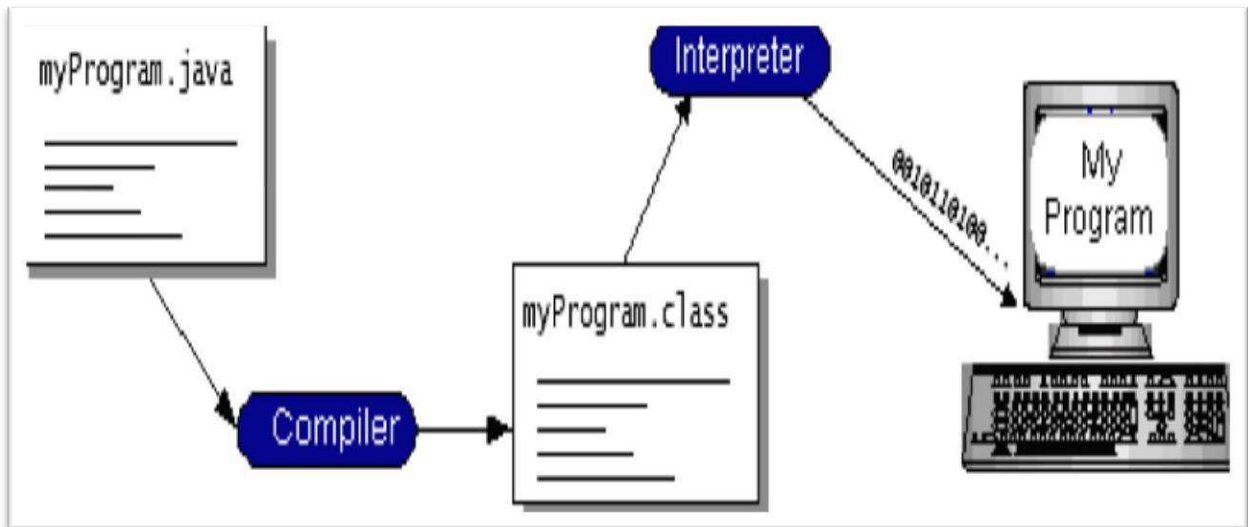 myProgram.java
Compiler
myProgram.class
Interpreter
0010110100...
My
Program